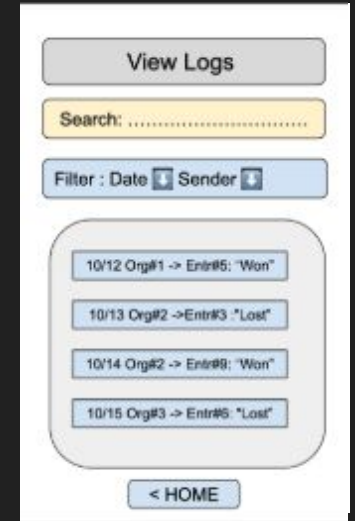 View Logs
Search: ..............................
Filter : Date ⬇️ Sender ⬇️
10/12 Org#1 -> Entr#5: "Won"
10/13 Org#2 ->Entr#3 :"Lost"
10/14 Org#2 -> Entr#9: "Won"
10/15 Org#3 -> Entr#6: "Lost"
< HOME